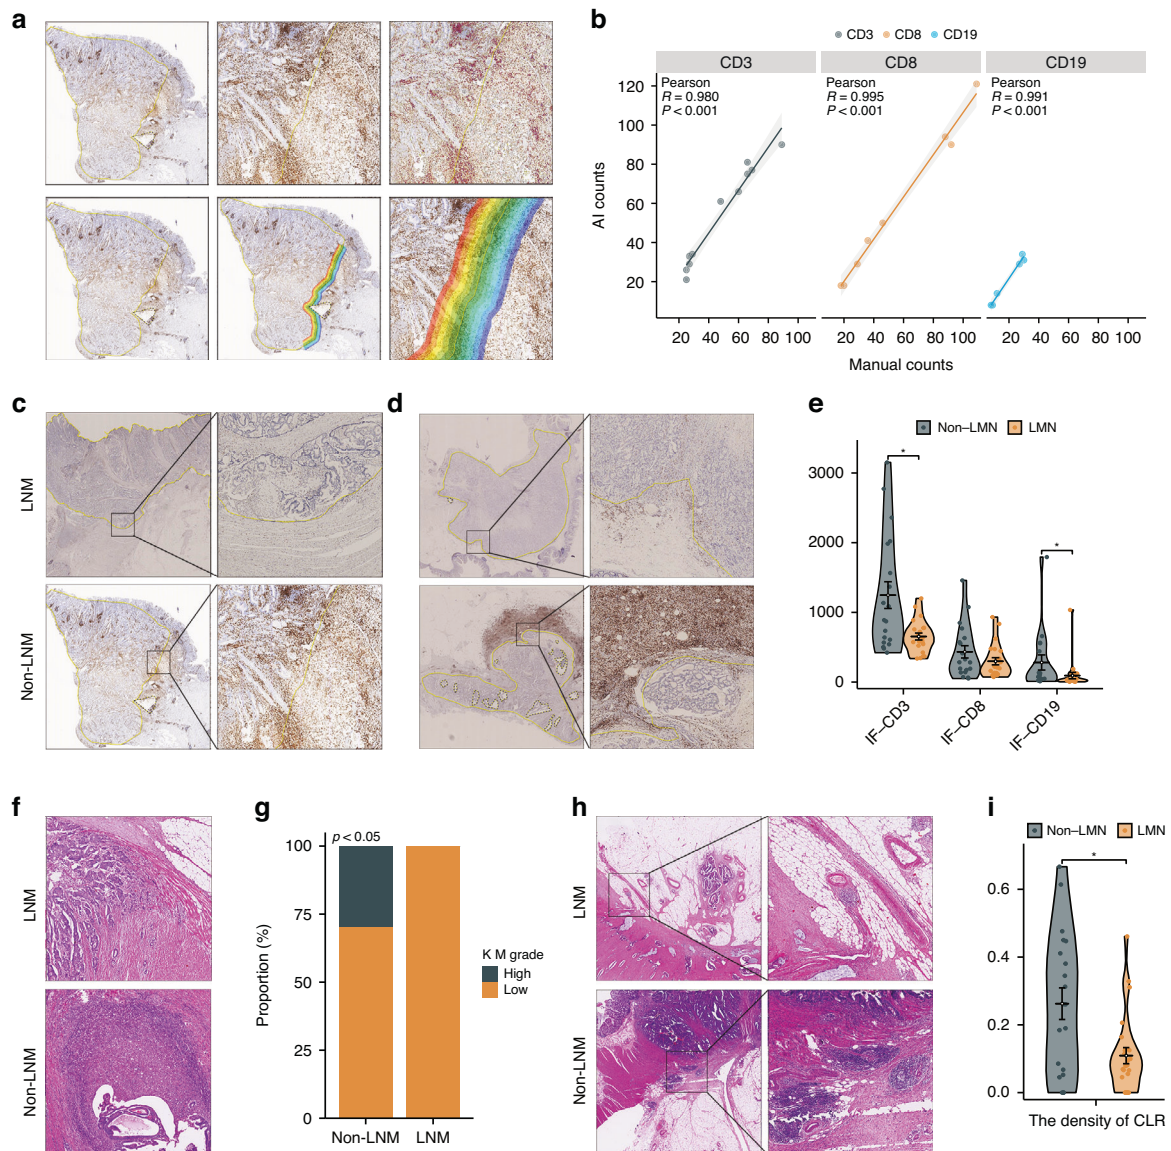 a
b
CD3 CD8 CD19
CD3 CD8 CD19
Pearson
R = 0.980
P < 0.001
Pearson
R = 0.995
P < 0.001
Pearson
R = 0.991
P < 0.001
AI counts
120
100
80
60
40
20
20 40 60 80 100 20 40 60 80 100 20 40 60 80 100
Manual counts
c
LNM
Non-LNM
d
e
Non–LMN LMN
3000
2000
1000
0
*
*
IF–CD3 IF–CD8 IF–CD19
f
LNM
Non-LNM
g
p < 0.05
Proportion (%)
100
75
50
25
0
Non-LNM LNM
K M grade
High
Low
h
LNM
Non-LNM
i
Non–LMN LMN
*
0.6
0.4
0.2
0.0
The density of CLR